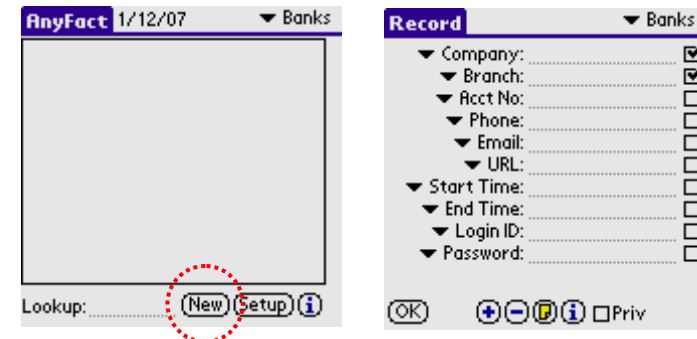 AnyFact 1/12/07 Banks
Lookup: New Setup i
Record Banks
Company:
Branch:
Acct No:
Phone:
Email:
URL:
Start Time:
End Time:
Login ID:
Password:
OK i Priv